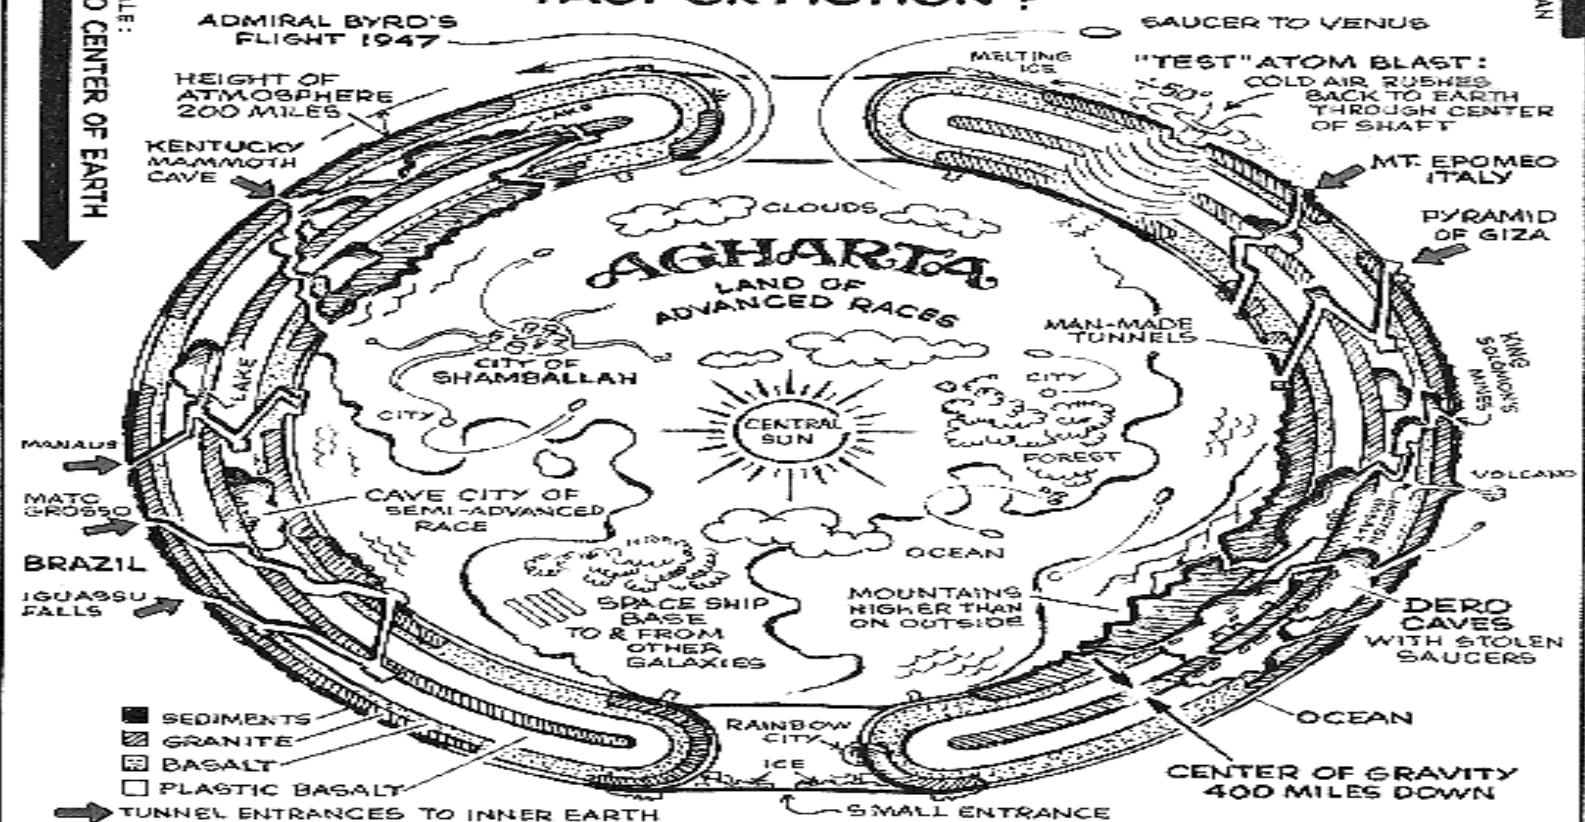 FACT OR FICTION?
ADMIRAL BYRD'S
FLIGHT 1947
SAUCER TO VENUS
MELTING
ICE
"TEST" ATOM BLAST:
COLD AIR RUSHES
BACK TO EARTH
THROUGH CENTER
OF SHAFT
+50°
HEIGHT OF
ATMOSPHERE
200 MILES
LAKE
KENTUCKY
MAMMOTH
CAVE
O CENTER OF EARTH
LE:
AN
MT. EPOMEO
ITALY
PYRAMID
OF GIZA
CLOUDS
AGHARTA
LAND OF
ADVANCED RACES
MAN-MADE
TUNNELS
KING
SOLOMON'S
MINES
CITY OF
SHAMBALLAH
LAKE
CITY
CITY
CENTRAL
SUN
FOREST
MANAUS
VOLCANO
MATO
GROSSO
CAVE CITY OF
SEMI-ADVANCED
RACE
OCEAN
BRAZIL
IGUASSU
FALLS
SPACE SHIP
BASE
TO & FROM
OTHER
GALAXIES
MOUNTAINS
HIGHER THAN
ON OUTSIDE
DERO
CAVES
WITH STOLEN
SAUCERS
SEDIMENTS
GRANITE
BASALT
PLASTIC BASALT
TUNNEL ENTRANCES TO INNER EARTH
RAINBOW
CITY
ICE
SMALL ENTRANCE
OCEAN
CENTER OF GRAVITY
400 MILES DOWN